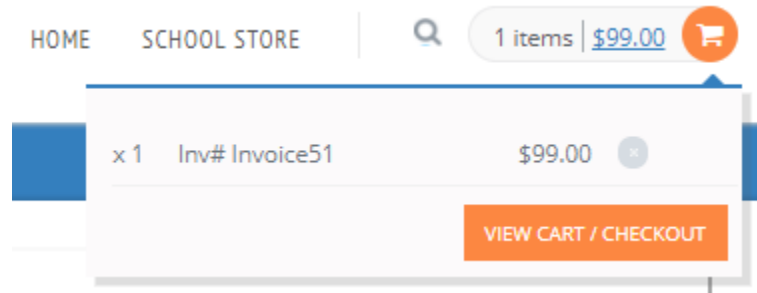 HOME SCHOOL STORE 1 items | $99.00
x 1 Inv# Invoice51 $99.00 ×
VIEW CART / CHECKOUT